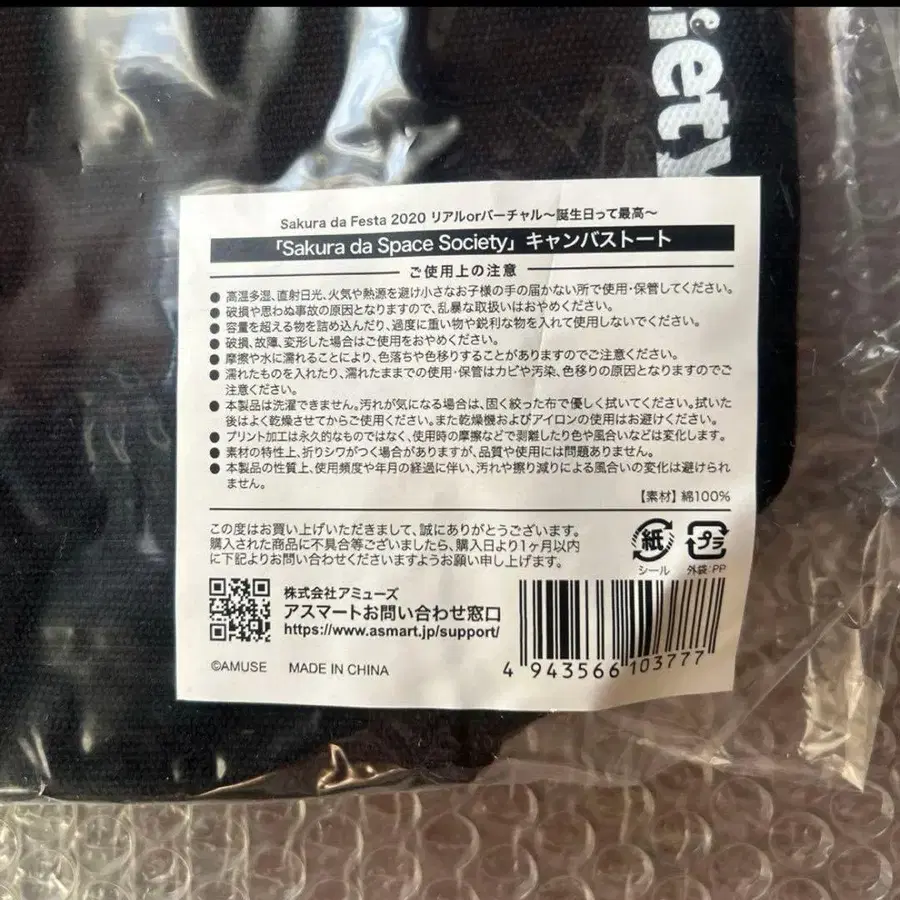 iety
Sakura da Festa 2020 リアルorバーチャル～誕生日って最高～
「Sakura da Space Society」キャンバストート
ご使用上の注意
● 高温多湿、直射日光、火気や熱源を避け小さなお子様の手の届かない所で使用・保管してください。
● 破損や思わぬ事故の原因となりますので、乱暴な取扱いはおやめください。
● 容量を超える物を詰め込んだり、過度に重い物や鋭利な物を入れて使用しないでください。
● 破損、故障、変形した場合はご使用をおやめください。
● 摩擦や水に濡れることにより、色落ちや色移りすることがありますのでご注意ください。
● 濡れたものを入れたり、濡れたままでの使用・保管はカビや汚染、色移りの原因となりますのでご
注意ください。
● 本製品は洗濯できません。汚れが気になる場合は、固く絞った布で優しく拭いてください。拭いた
後はよく乾燥させてからご使用ください。また乾燥機およびアイロンの使用はお避けください。
● プリント加工は永久的なものではなく、使用時の摩擦などで剥離したり色や風合いなどは変化します。
● 素材の特性上、折りシワがつく場合がありますが、品質や使用には問題ありません。
● 本製品の性質上、使用頻度や年月の経過に伴い、汚れや擦り減りによる風合いの変化は避けられ
ません。
【素材】綿100%
この度はお買い上げいただきまして、誠にありがとうございます。
購入された商品に不具合等ございましたら、購入日より1ヶ月以内
に下記よりお問い合わせくださいますようお願い申し上げます。
紙
シール
プラ
外袋:PP
株式会社アミューズ
アスマートお問い合わせ窓口
https://www.asmart.jp/support/
©AMUSE MADE IN CHINA
4 943566 103777